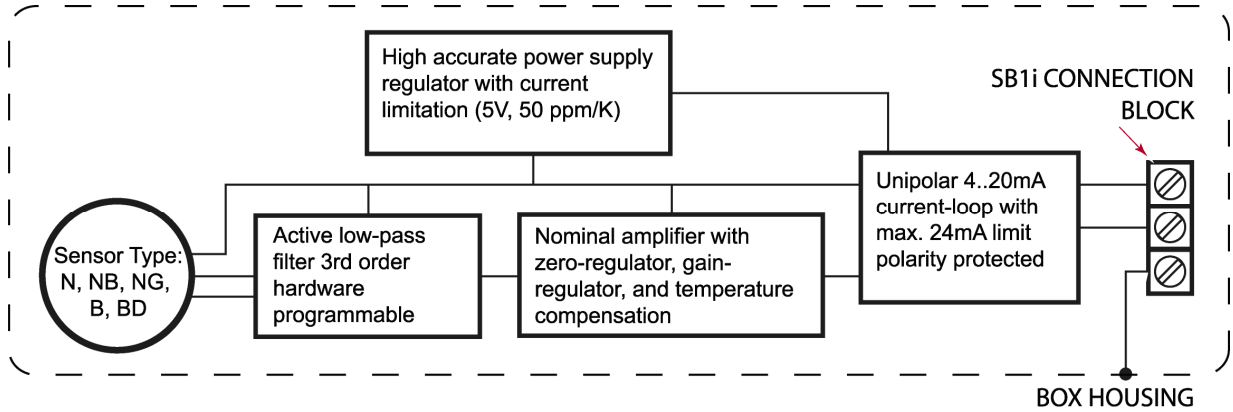 High accurate power supply
regulator with current
limitation (5V, 50 ppm/K)
SB1i CONNECTION
BLOCK
Unipolar 4..20mA
current-loop with
max. 24mA limit
polarity protected
Sensor Type:
N, NB, NG,
B, BD
Active low-pass
filter 3rd order
hardware
programmable
Nominal amplifier with
zero-regulator, gain-
regulator, and temperature
compensation
BOX HOUSING